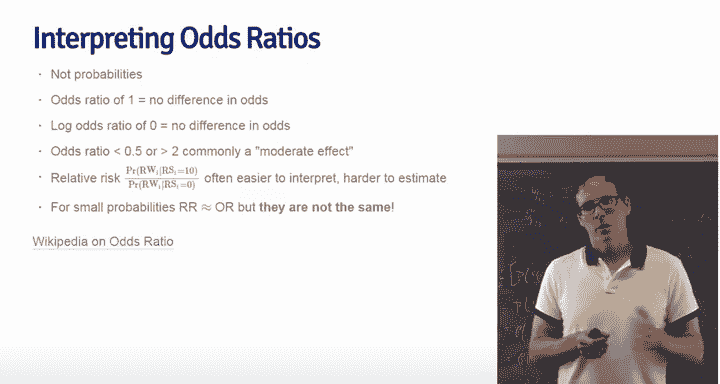 Interpreting Odds Ratios
· Not probabilities
· Odds ratio of 1 = no difference in odds
· Log odds ratio of 0 = no difference in odds
· Odds ratio < 0.5 or > 2 commonly a "moderate effect"
· Relative risk Pr(RWᵢ|RSᵢ=10) / Pr(RWᵢ|RSᵢ=0) often easier to interpret, harder to estimate
· For small probabilities RR ≈ OR but they are not the same!
Wikipedia on Odds Ratio